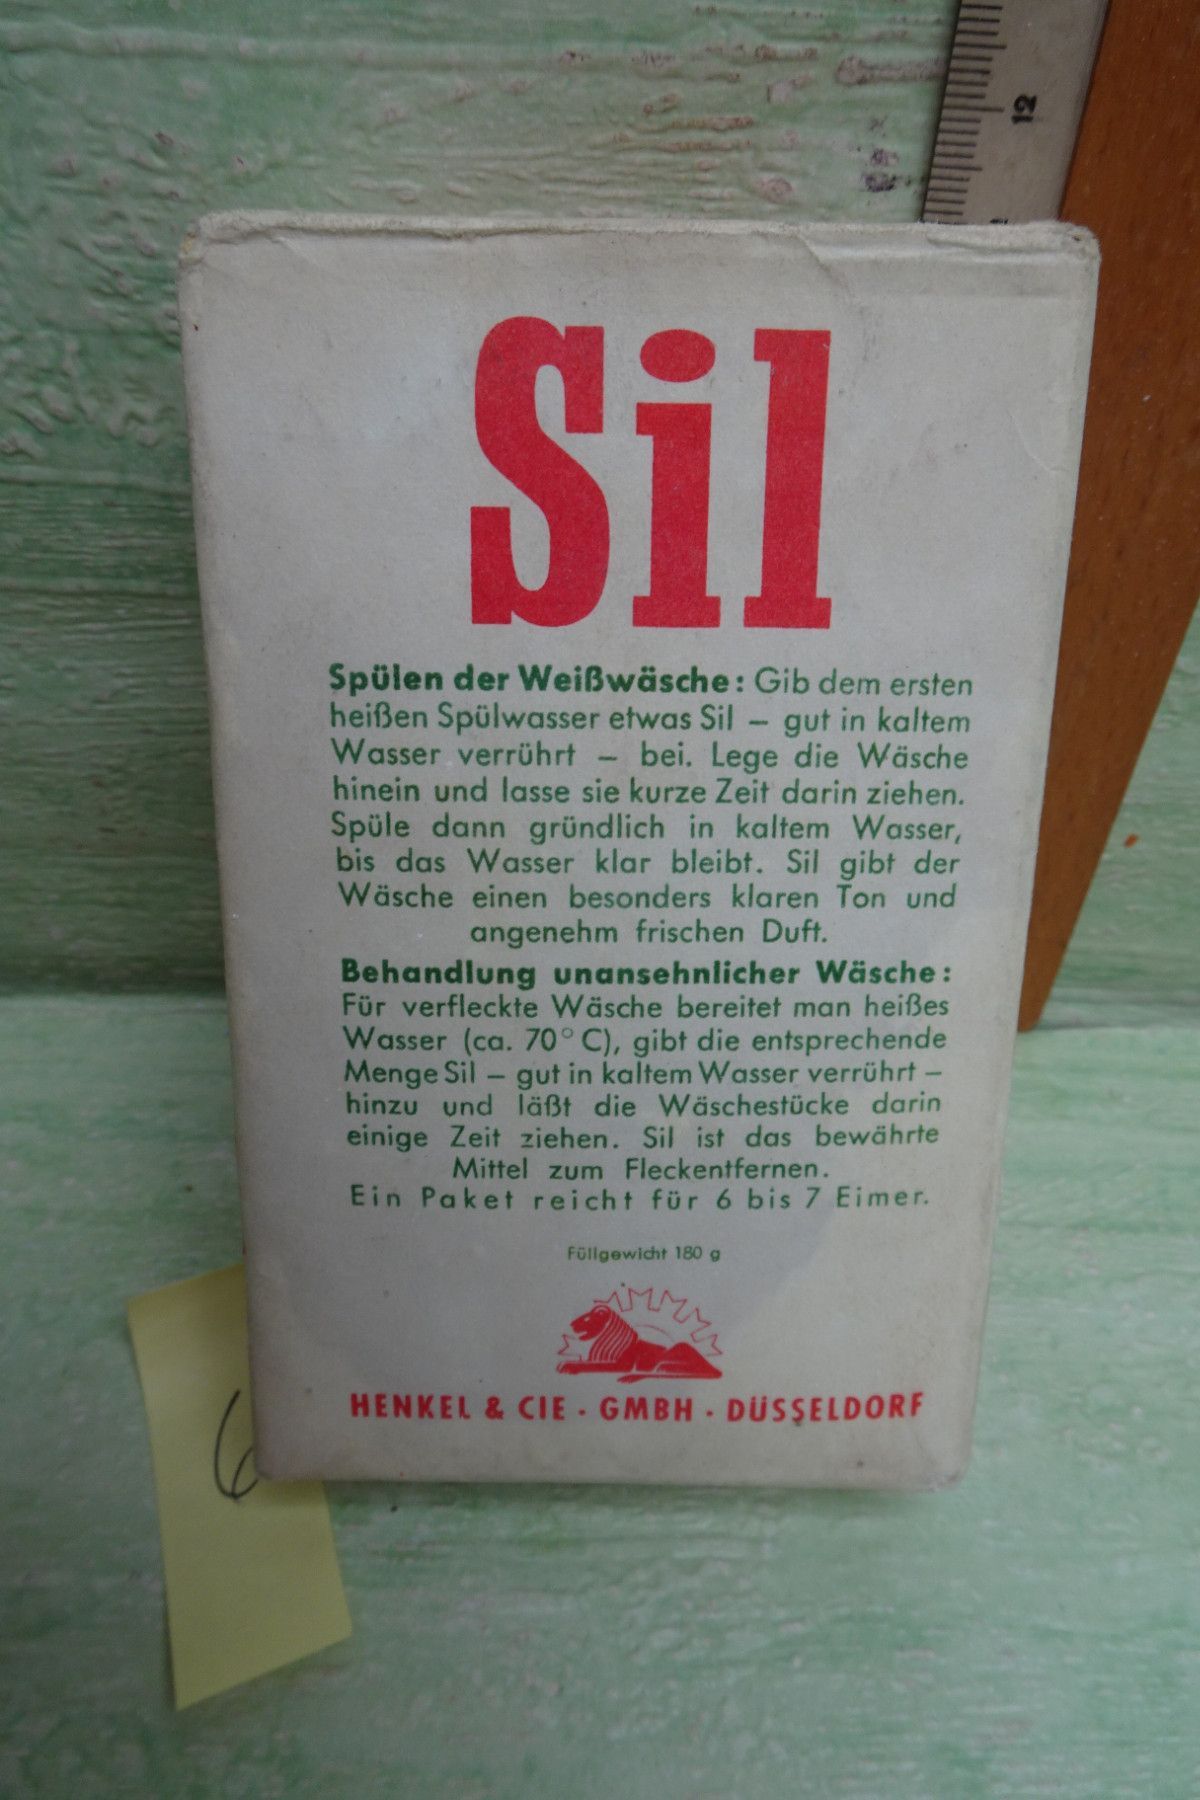 12
Sil
Spülen der Weißwäsche: Gib dem ersten
heißen Spülwasser etwas Sil – gut in kaltem
Wasser verrührt – bei. Lege die Wäsche
hinein und lasse sie kurze Zeit darin ziehen.
Spüle dann gründlich in kaltem Wasser,
bis das Wasser klar bleibt. Sil gibt der
Wäsche einen besonders klaren Ton und
angenehm frischen Duft.
Behandlung unansehnlicher Wäsche:
Für verfleckte Wäsche bereitet man heißes
Wasser (ca. 70° C), gibt die entsprechende
Menge Sil – gut in kaltem Wasser verrührt –
hinzu und läßt die Wäschestücke darin
einige Zeit ziehen. Sil ist das bewährte
Mittel zum Fleckentfernen.
Ein Paket reicht für 6 bis 7 Eimer.
Füllgewicht 180 g
HENKEL & CIE · GMBH · DÜSSELDORF